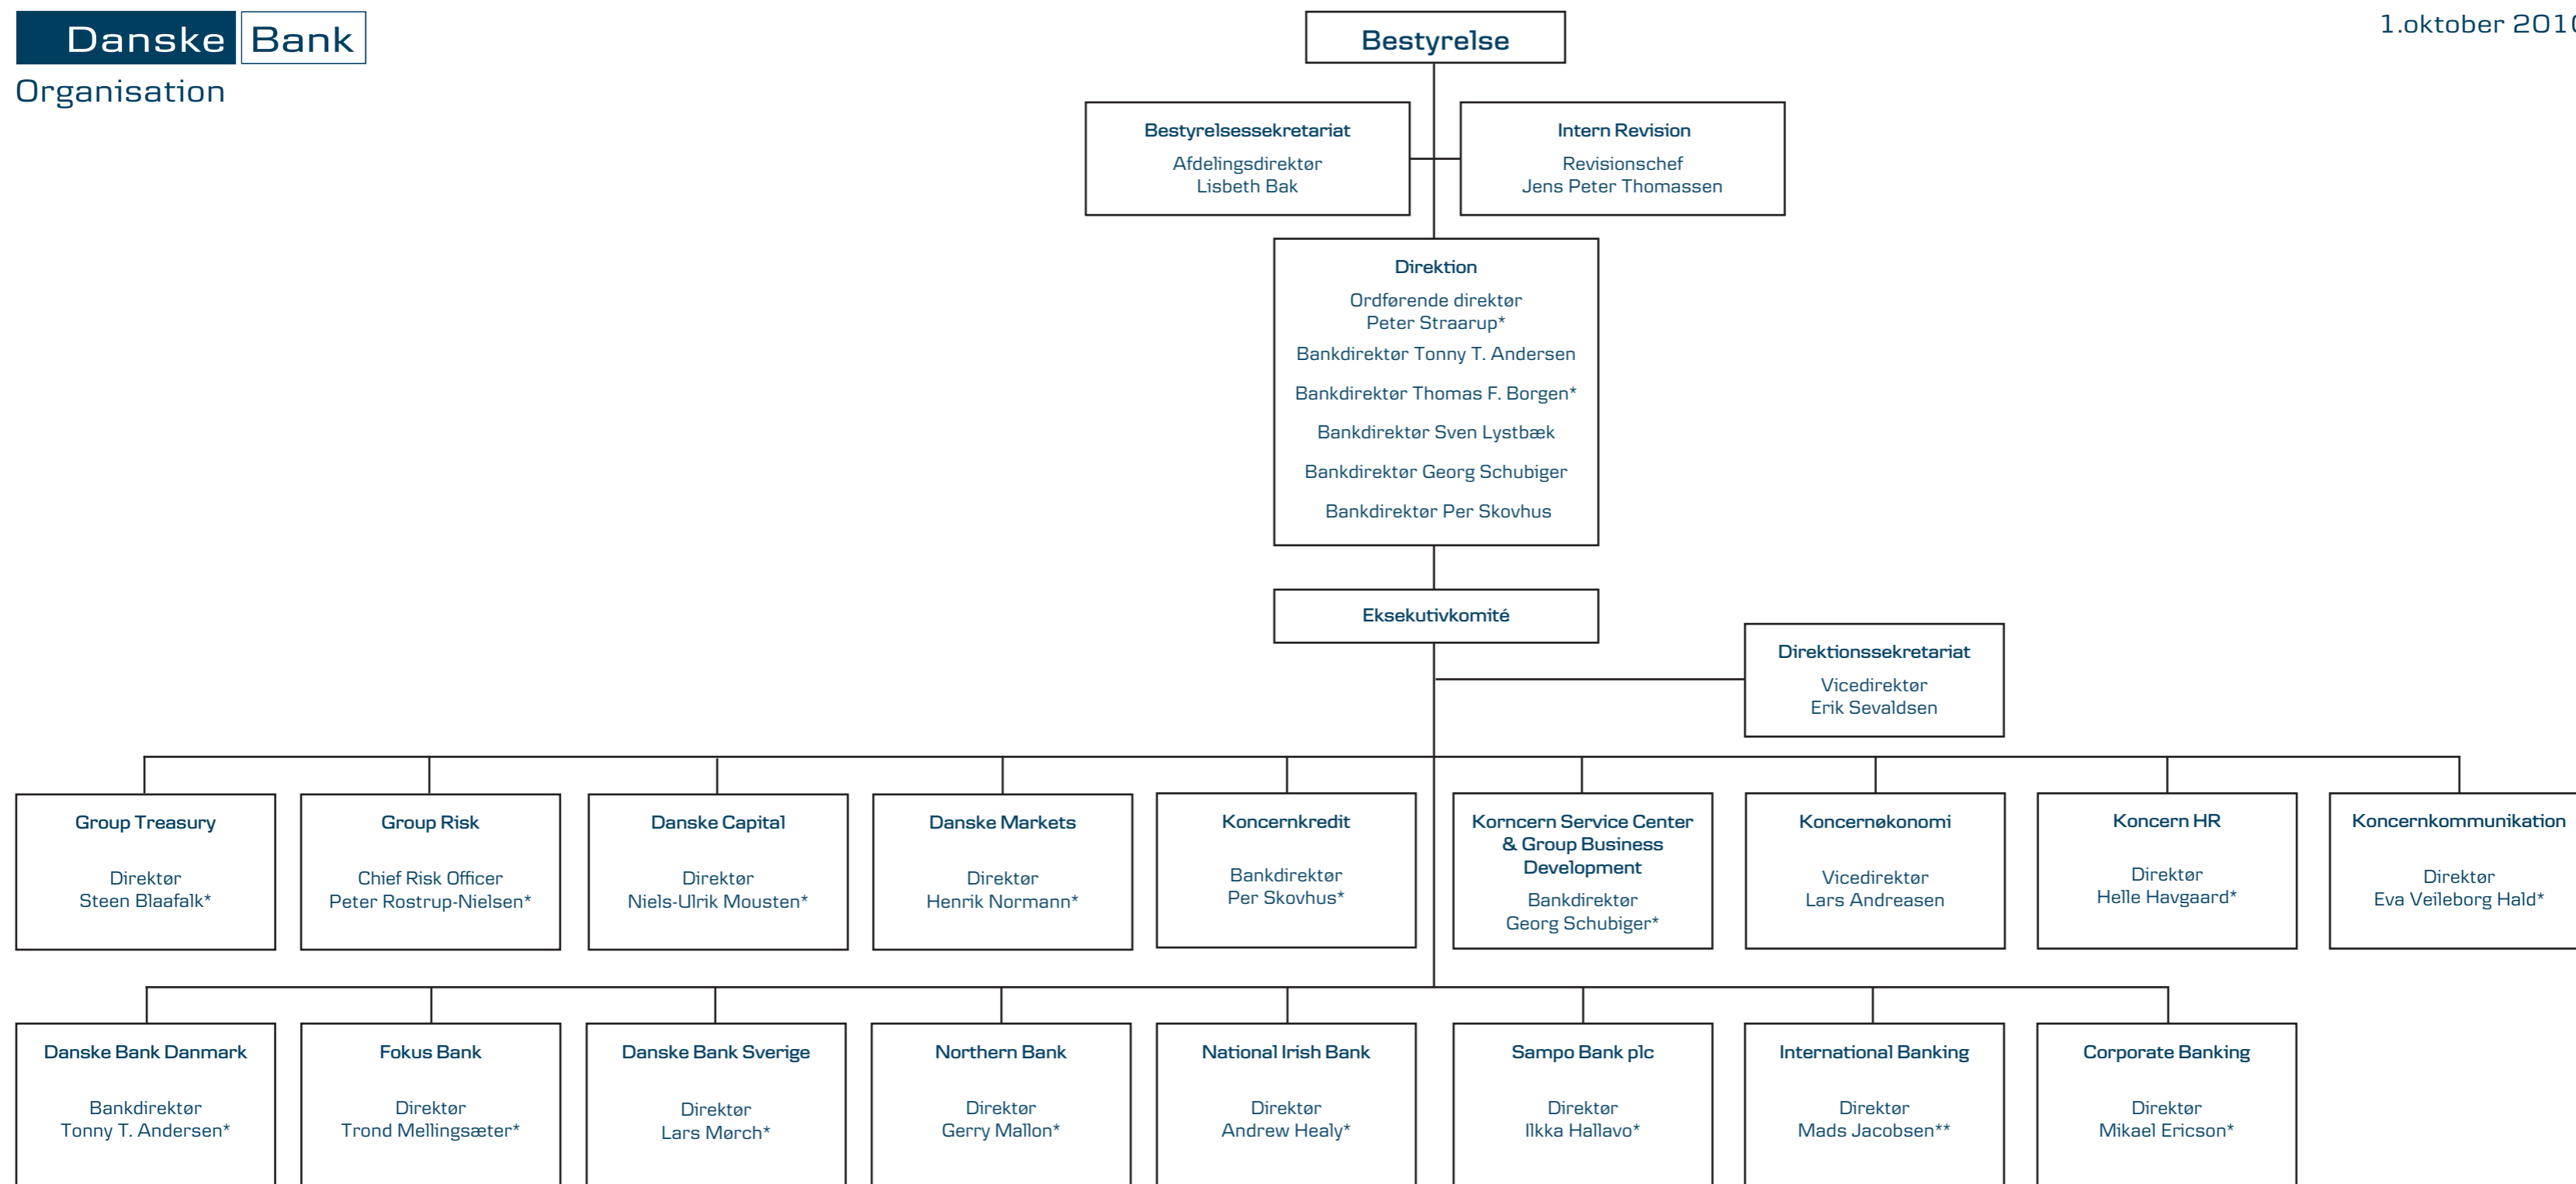 Danske Bank
Organisation
1.oktober 2010
Bestyrelse
Bestyrelsessekretariat
Afdelingsdirektør
Lisbeth Bak
Intern Revision
Revisionschef
Jens Peter Thomassen
Direktion
Ordførende direktør
Peter Straarup*
Bankdirektør Tonny T. Andersen
Bankdirektør Thomas F. Borgen*
Bankdirektør Sven Lystbæk
Bankdirektør Georg Schubiger
Bankdirektør Per Skovhus
Eksekutivkomité
Direktionssekretariat
Vicedirektør
Erik Sevaldsen
Group Treasury
Direktør
Steen Blaafalk*
Group Risk
Chief Risk Officer
Peter Rostrup-Nielsen*
Danske Capital
Direktør
Niels-Ulrik Mousten*
Danske Markets
Direktør
Henrik Normann*
Koncernkredit
Bankdirektør
Per Skovhus*
Korncern Service Center
& Group Business
Development
Bankdirektør
Georg Schubiger*
Koncernøkonomi
Vicedirektør
Lars Andreasen
Koncern HR
Direktør
Helle Havgaard*
Koncernkommunikation
Direktør
Eva Veileborg Hald*
Danske Bank Danmark
Bankdirektør
Tonny T. Andersen*
Fokus Bank
Direktør
Trond Mellingsæter*
Danske Bank Sverige
Direktør
Lars Mørch*
Northern Bank
Direktør
Gerry Mallon*
National Irish Bank
Direktør
Andrew Healy*
Sampo Bank plc
Direktør
Ilkka Hallavo*
International Banking
Direktør
Mads Jacobsen**
Corporate Banking
Direktør
Mikael Ericson*